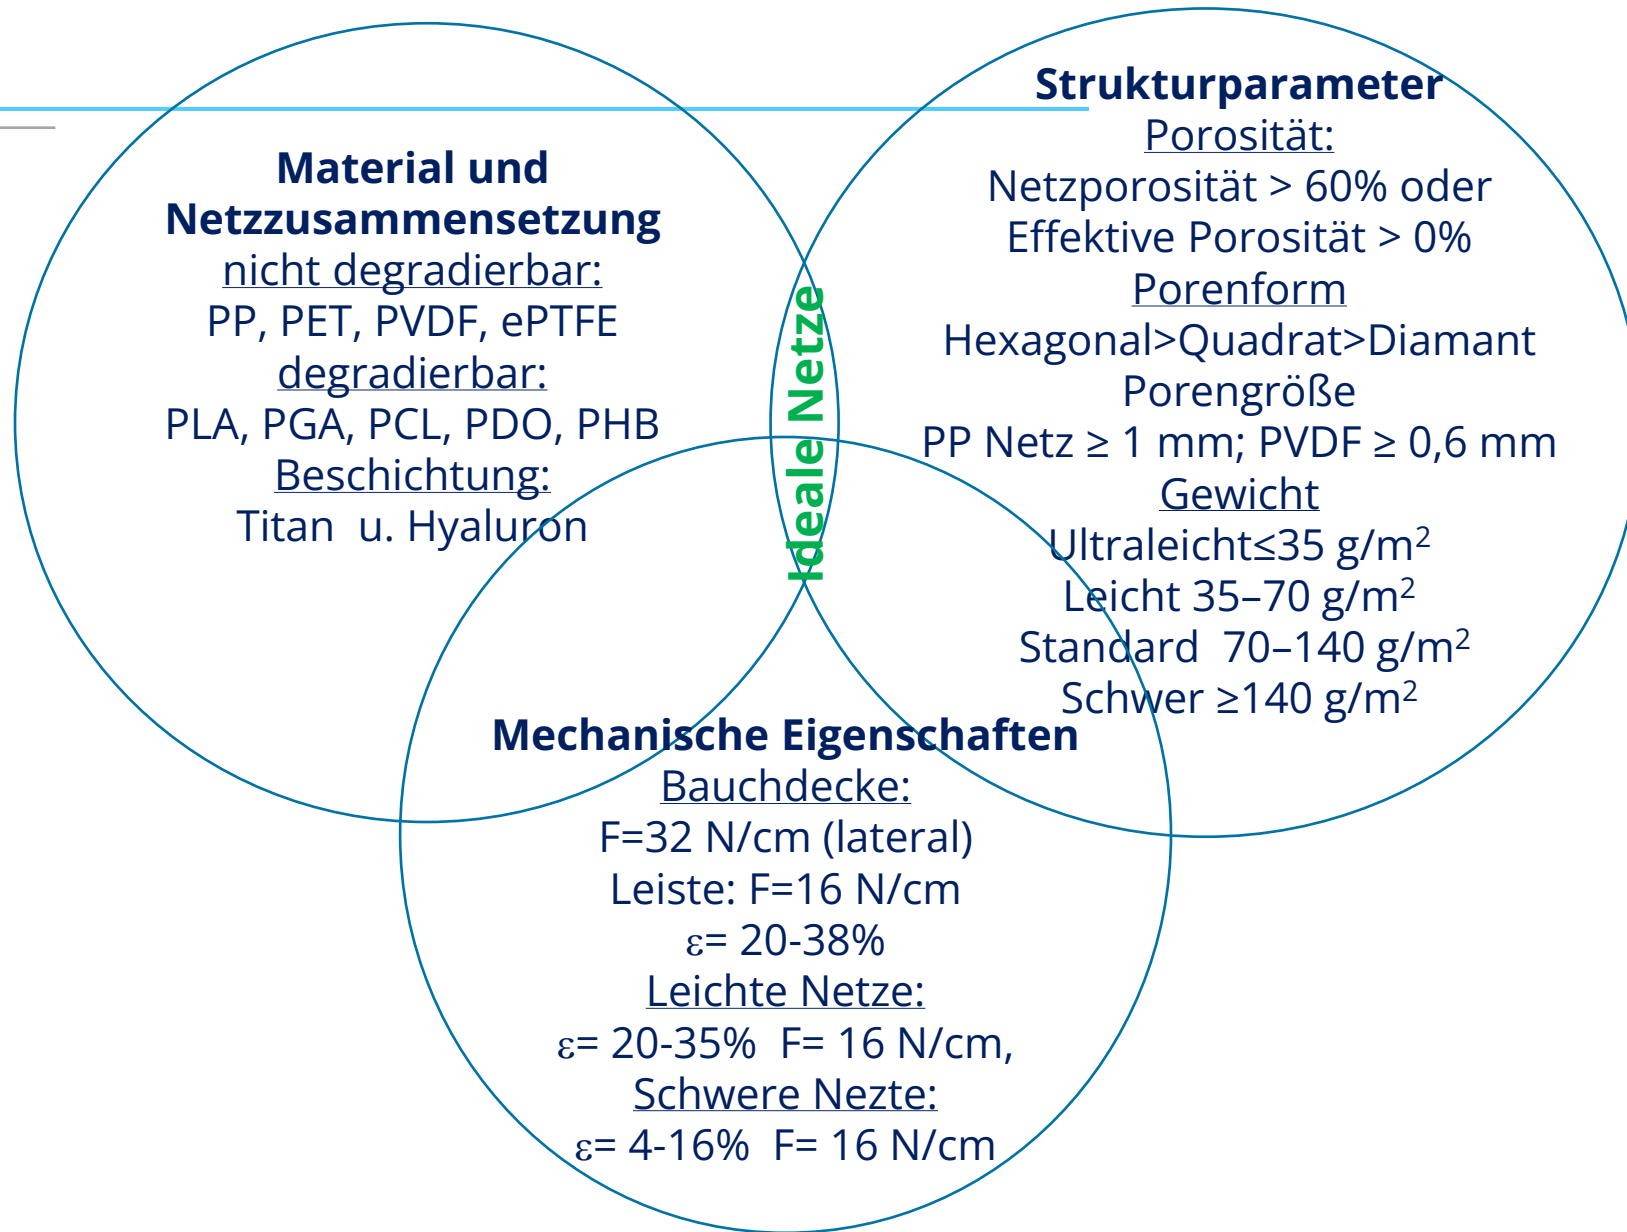 Material und
Netzzusammensetzung
nicht degradierbar:
PP, PET, PVDF, ePTFE
degradierbar:
PLA, PGA, PCL, PDO, PHB
Beschichtung:
Titan  u. Hyaluron
Ideale Netze
Strukturparameter
Porosität:
Netzporosität > 60% oder
Effektive Porosität > 0%
Porenform
Hexagonal>Quadrat>Diamant
Porengröße
PP Netz ≥ 1 mm; PVDF ≥ 0,6 mm
Gewicht
Ultraleicht≤35 g/m²
Leicht 35–70 g/m²
Standard  70–140 g/m²
Schwer ≥140 g/m²
Mechanische Eigenschaften
Bauchdecke:
F=32 N/cm (lateral)
Leiste: F=16 N/cm
ε= 20-38%
Leichte Netze:
ε= 20-35%  F= 16 N/cm,
Schwere Nezte:
ε= 4-16%  F= 16 N/cm